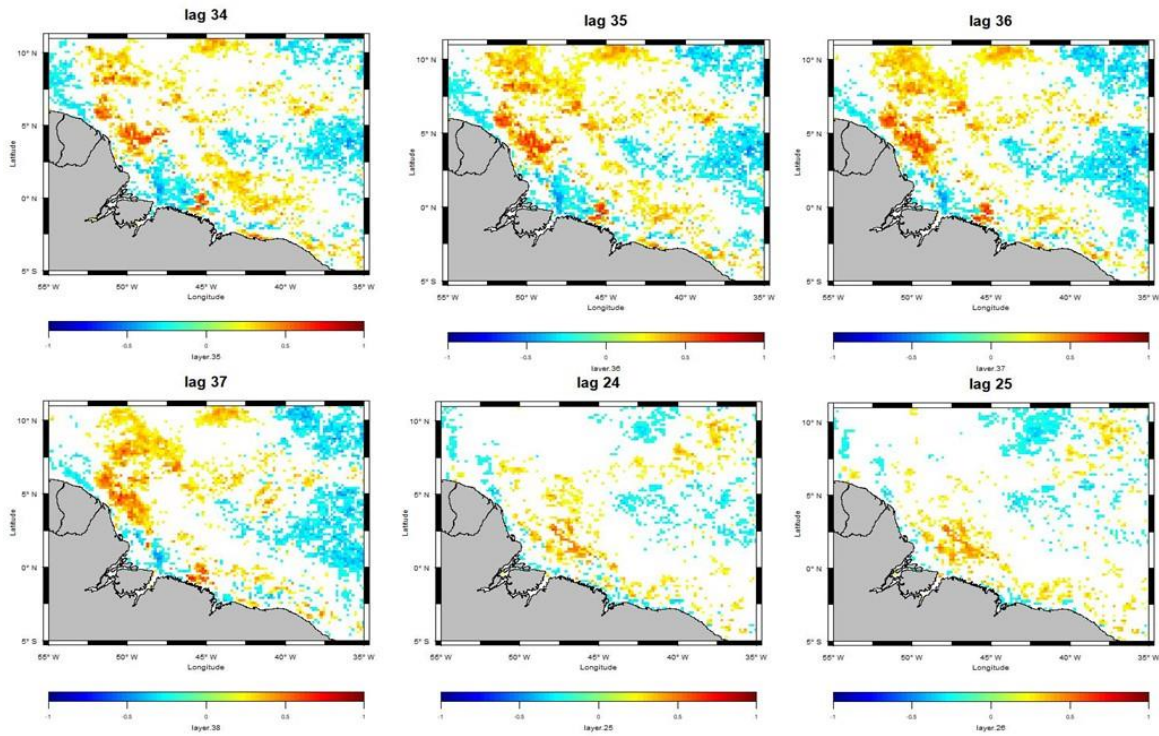 lag 34
10° N
5° N
0° N
5° S
Latitude
55° W
50° W
45° W
40° W
35° W
Longitude
-1
-0.5
0
0.5
1
layer.35
lag 35
10° N
5° N
0° N
5° S
Latitude
55° W
50° W
45° W
40° W
35° W
Longitude
-1
-0.5
0
0.5
1
layer.36
lag 36
10° N
5° N
0° N
5° S
Latitude
55° W
50° W
45° W
40° W
35° W
Longitude
-1
-0.5
0
0.5
1
layer.37
lag 37
10° N
5° N
0° N
5° S
Latitude
55° W
50° W
45° W
40° W
35° W
Longitude
-1
-0.5
0
0.5
1
layer.38
lag 24
10° N
5° N
0° N
5° S
Latitude
55° W
50° W
45° W
40° W
35° W
Longitude
-1
-0.5
0
0.5
1
layer.25
lag 25
10° N
5° N
0° N
5° S
Latitude
55° W
50° W
45° W
40° W
35° W
Longitude
-1
-0.5
0
0.5
1
layer.26